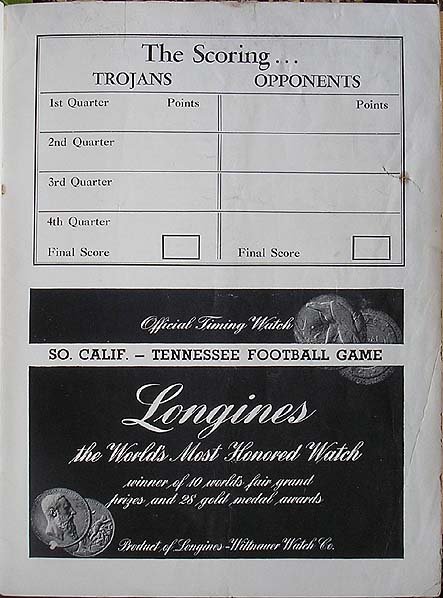 The Scoring...
TROJANS OPPONENTS
1st Quarter Points Points
2nd Quarter
3rd Quarter
4th Quarter
Final Score Final Score
Official Timing Watch
SO. CALIF. – TENNESSEE FOOTBALL GAME
Longines
the World's Most Honored Watch
winner of 10 world's fair grand
prizes and 28 gold medal awards
Product of Longines-Wittnauer Watch Co.